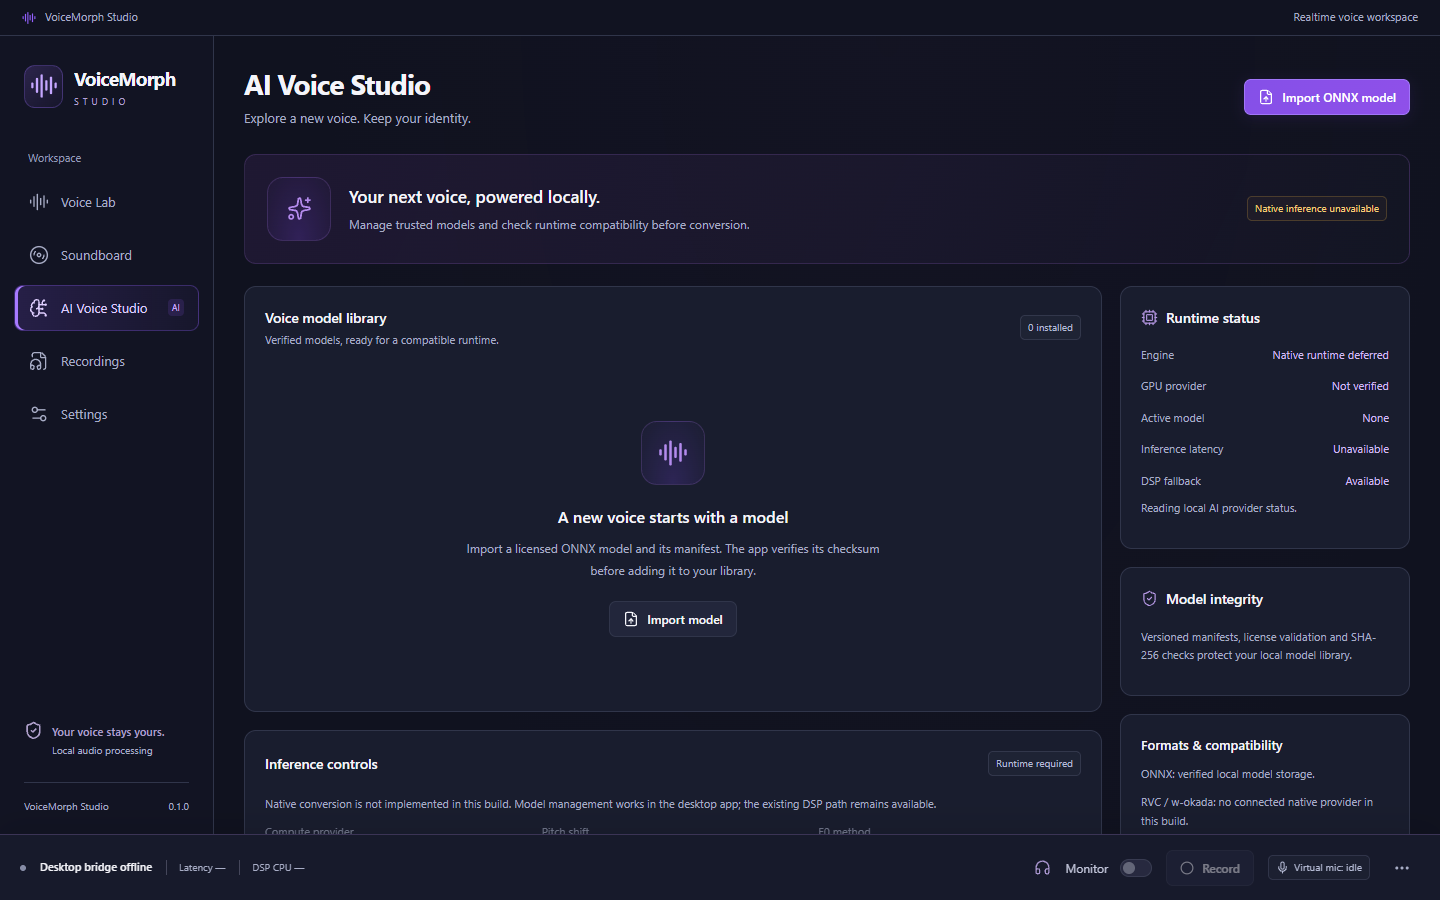 VoiceMorph Studio
Realtime voice workspace
VoiceMorph
STUDIO
Workspace
Voice Lab
Soundboard
AI Voice Studio
AI
Recordings
Settings
Your voice stays yours.
Local audio processing
VoiceMorph Studio
0.1.0
AI Voice Studio
Explore a new voice. Keep your identity.
Import ONNX model
Your next voice, powered locally.
Manage trusted models and check runtime compatibility before conversion.
Native inference unavailable
Voice model library
Verified models, ready for a compatible runtime.
0 installed
A new voice starts with a model
Import a licensed ONNX model and its manifest. The app verifies its checksum
before adding it to your library.
Import model
Inference controls
Runtime required
Native conversion is not implemented in this build. Model management works in the desktop app; the existing DSP path remains available.
Compute provider
Pitch shift
F0 method
Runtime status
Engine
Native runtime deferred
GPU provider
Not verified
Active model
None
Inference latency
Unavailable
DSP fallback
Available
Reading local AI provider status.
Model integrity
Versioned manifests, license validation and SHA-
256 checks protect your local model library.
Formats & compatibility
ONNX: verified local model storage.
RVC / w-okada: no connected native provider in
this build.
Desktop bridge offline
Latency —
DSP CPU —
Monitor
Record
Virtual mic: idle